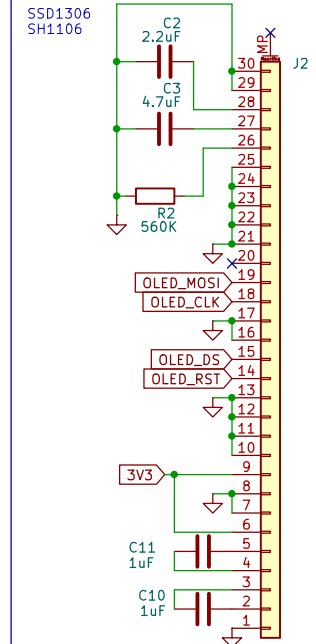 SSD1306
SH1106
C2
2.2uF
MP
J2
30
29
C3
4.7uF
28
27
26
25
24
R2
560K
23
22
21
20
OLED_MOSI
19
OLED_CLK
18
17
16
OLED_DS
15
OLED_RST
14
13
12
11
10
3V3
9
8
7
6
C11
1uF
5
4
C10
1uF
3
2
1